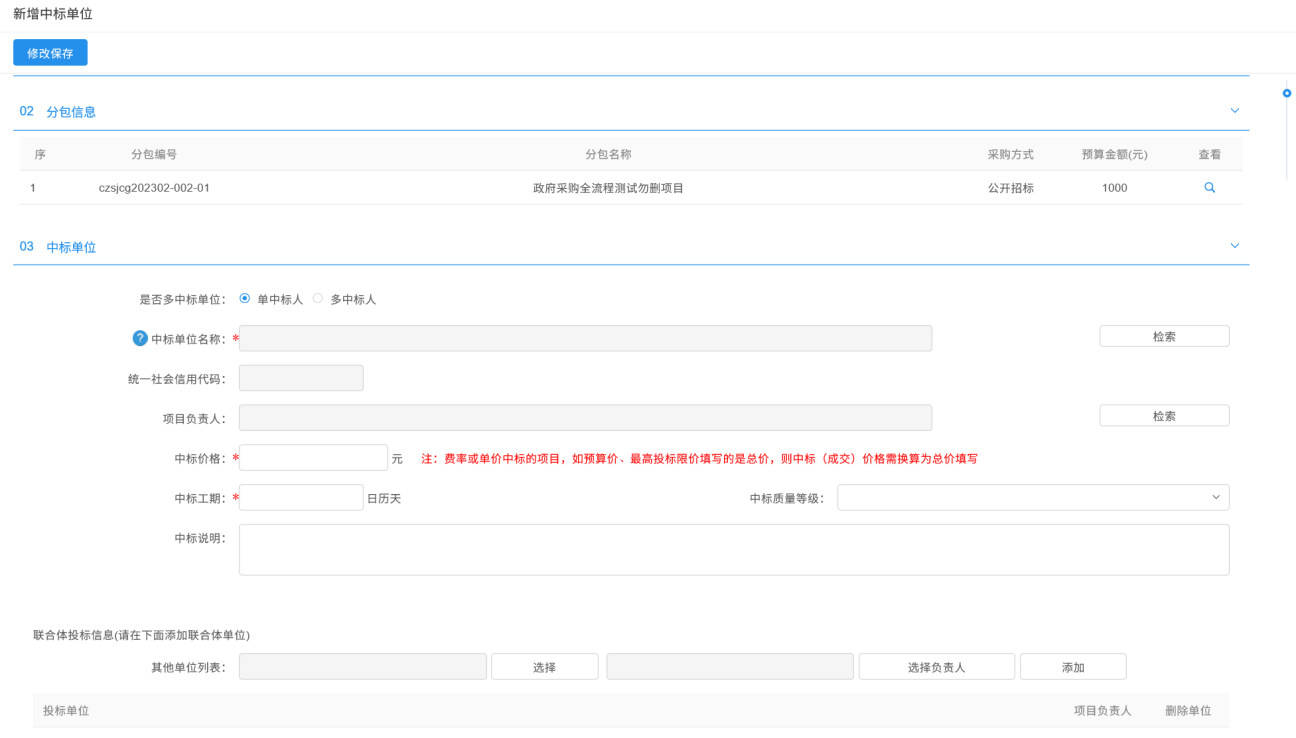 新增中标单位
修改保存
02 分包信息
序 分包编号 分包名称 采购方式 预算金额(元) 查看
1 czsjcg202302-002-01 政府采购全流程测试勿删项目 公开招标 1000
03 中标单位
是否多中标单位： 单中标人 多中标人
? 中标单位名称：* 检索
统一社会信用代码：
项目负责人： 检索
中标价格：* 元 注：费率或单价中标的项目，如预算价、最高投标限价填写的是总价，则中标（成交）价格需换算为总价填写
中标工期：* 日历天 中标质量等级：
中标说明：
联合体投标信息(请在下面添加联合体单位)
其他单位列表： 选择 选择负责人 添加
投标单位 项目负责人 删除单位